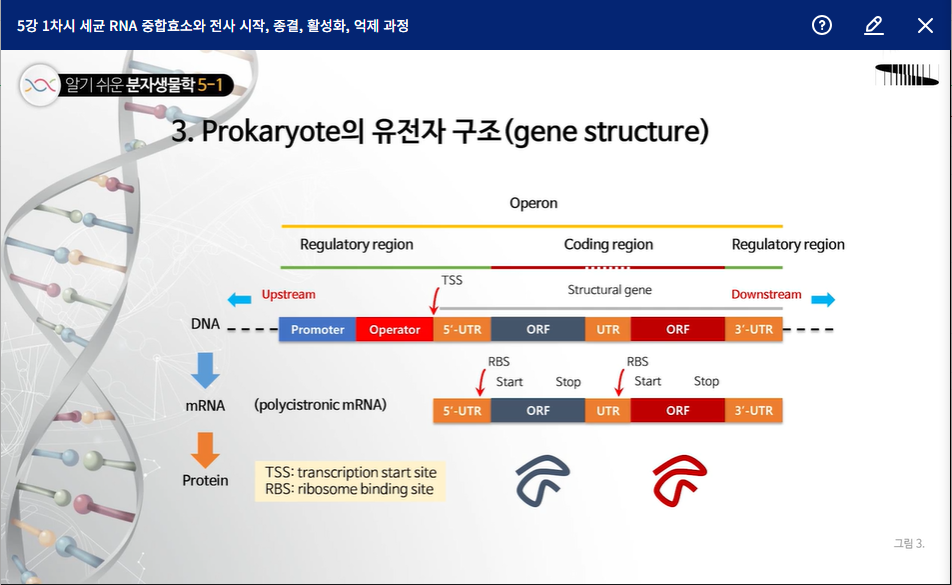 5강 1차시 세균 RNA 중합효소와 전사 시작, 종결, 활성화, 억제 과정
알기 쉬운 분자생물학 5-1
3. Prokaryote의 유전자 구조(gene structure)
Operon
Regulatory region Coding region Regulatory region
TSS
Upstream Structural gene Downstream
DNA Promoter Operator 5'-UTR ORF UTR ORF 3'-UTR
RBS RBS
Start Stop Start Stop
mRNA (polycistronic mRNA) 5'-UTR ORF UTR ORF 3'-UTR
Protein
TSS: transcription start site
RBS: ribosome binding site
그림 3.